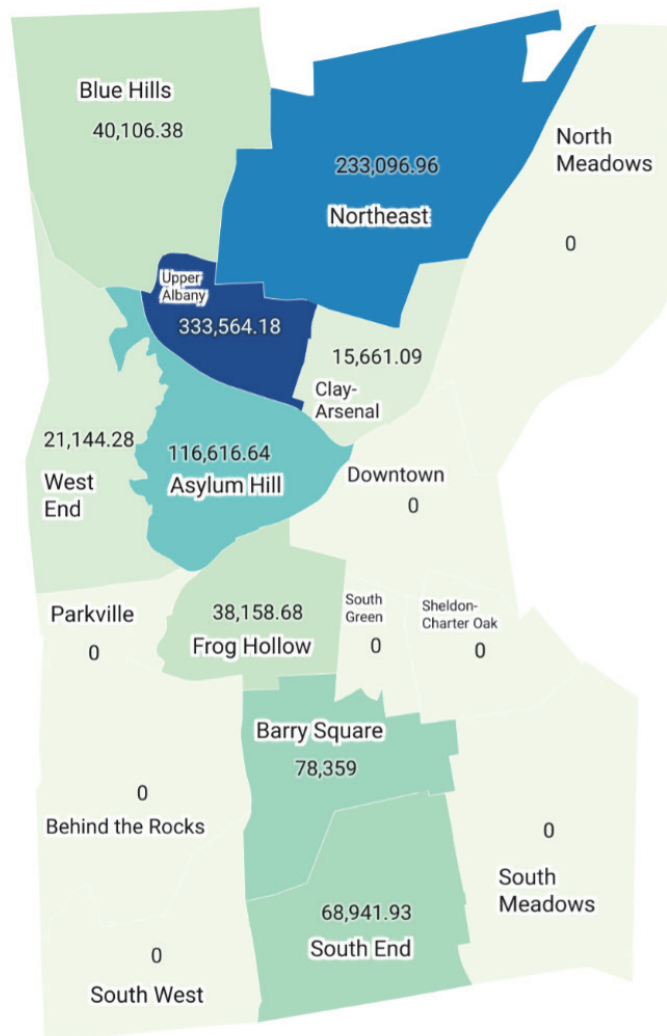 Blue Hills
40,106.38
North
Meadows
0
233,096.96
Northeast
Upper
Albany
333,564.18
15,661.09
Clay-
Arsenal
21,144.28
West
End
116,616.64
Asylum Hill
Downtown
0
Parkville
0
38,158.68
Frog Hollow
South
Green
0
Sheldon-
Charter Oak
0
Barry Square
78,359
0
Behind the Rocks
0
South
Meadows
68,941.93
South End
0
South West